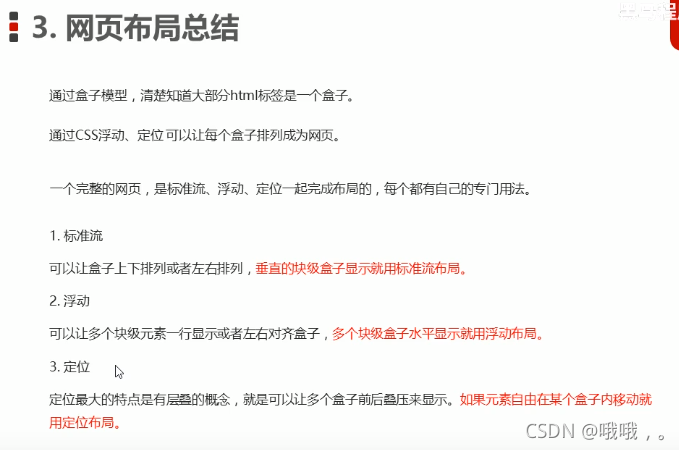 3. 网页布局总结
通过盒子模型，清楚知道大部分html标签是一个盒子。
通过CSS浮动、定位 可以让每个盒子排列成为网页。
一个完整的网页，是标准流、浮动、定位一起完成布局的，每个都有自己的专门用法。
1. 标准流
可以让盒子上下排列或者左右排列，垂直的块级盒子显示就用标准流布局。
2. 浮动
可以让多个块级元素一行显示或者左右对齐盒子，多个块级盒子水平显示就用浮动布局。
3. 定位
定位最大的特点是有层叠的概念，就是可以让多个盒子前后叠压来显示。如果元素自由在某个盒子内移动就
用定位布局。
CSDN @哦哦，。